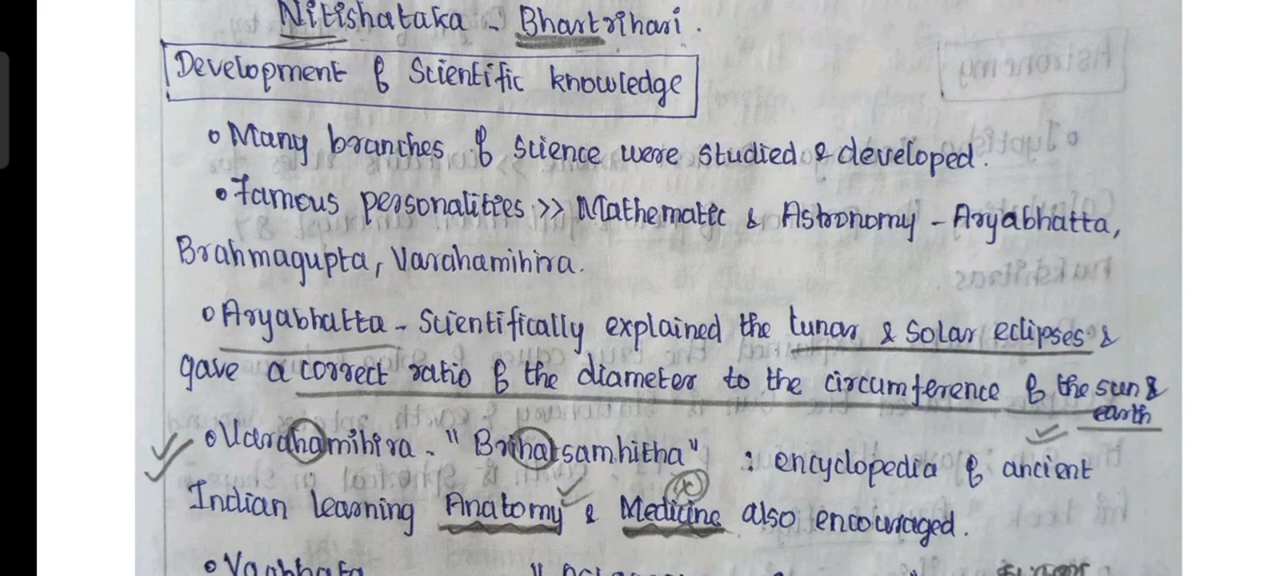 Nitishataka - Bhartrihari.
Development of Scientific knowledge
Many branches of science were studied & developed.
Famous personalities >> Mathematic & Astronomy - Aryabhatta,
Brahmagupta, Varahamihira.
Aryabhatta - Scientifically explained the lunar & Solar eclipses &
gave a correct ratio of the diameter to the circumference of the sun &
earth
Varahamihira - "Brihatsamhitha" : encyclopedia of ancient
Indian learning Anatomy & Medicine also encouraged.
Vagbhata